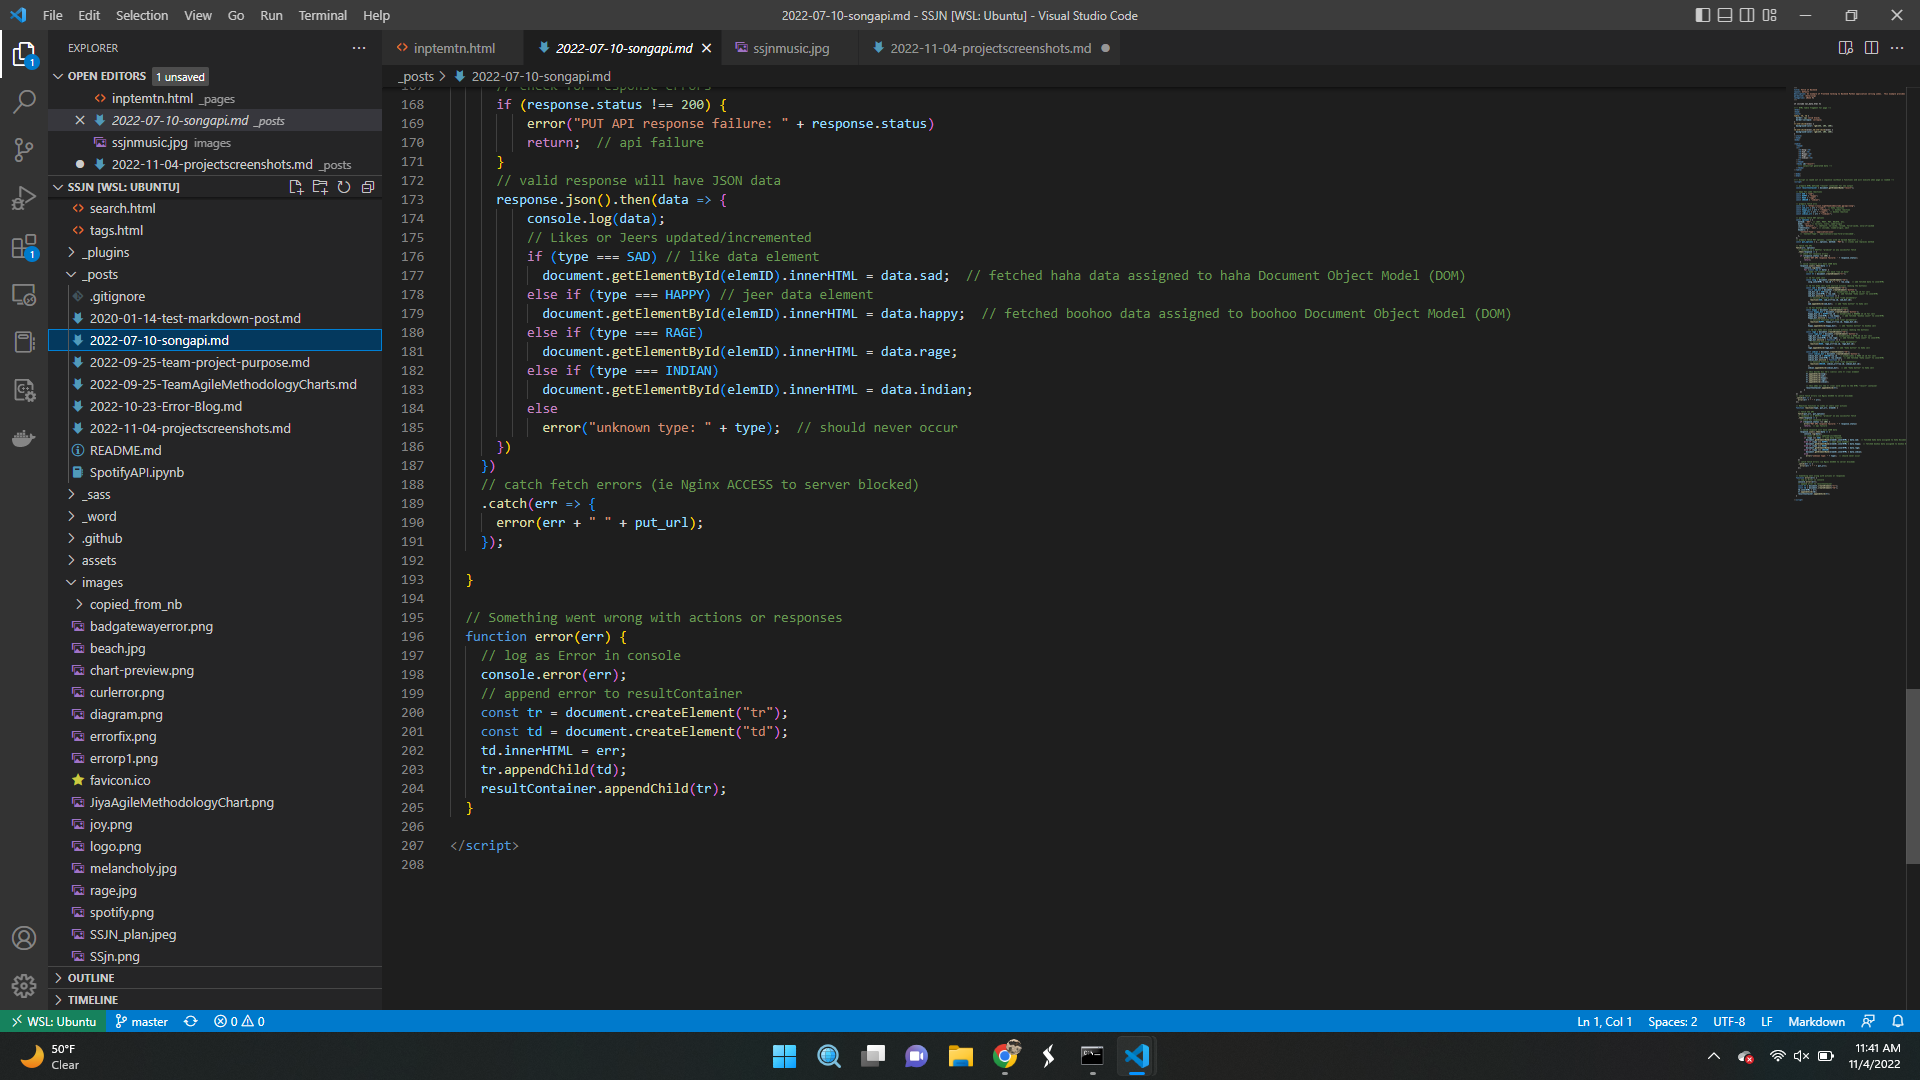 File Edit Selection View Go Run Terminal Help
2022-07-10-songapi.md - SSJN [WSL: Ubuntu] - Visual Studio Code
EXPLORER
OPEN EDITORS 1 unsaved
inptemtn.html _pages
2022-07-10-songapi.md _posts
ssjnmusic.jpg images
2022-11-04-projectscreenshots.md _posts
SSJN [WSL: UBUNTU]
search.html
tags.html
_plugins
_posts
.gitignore
2020-01-14-test-markdown-post.md
2022-07-10-songapi.md
2022-09-25-team-project-purpose.md
2022-09-25-TeamAgileMethodologyCharts.md
2022-10-23-Error-Blog.md
2022-11-04-projectscreenshots.md
README.md
SpotifyAPI.ipynb
_sass
_word
.github
assets
images
copied_from_nb
badgatewayerror.png
beach.jpg
chart-preview.png
curlerror.png
diagram.png
errorfix.png
errorp1.png
favicon.ico
JiyaAgileMethodologyChart.png
joy.png
logo.png
melancholy.jpg
rage.jpg
spotify.png
SSJN_plan.jpeg
SSjn.png
OUTLINE
TIMELINE
1
1
inptemtn.html 2022-07-10-songapi.md ssjnmusic.jpg 2022-11-04-projectscreenshots.md
_posts > 2022-07-10-songapi.md
167 // check for response errors
168 if (response.status !== 200) {
169 error("PUT API response failure: " + response.status)
170 return; // api failure
171 }
172 // valid response will have JSON data
173 response.json().then(data => {
174 console.log(data);
175 // Likes or Jeers updated/incremented
176 if (type === SAD) // like data element
177 document.getElementById(elemID).innerHTML = data.sad; // fetched haha data assigned to haha Document Object Model (DOM)
178 else if (type === HAPPY) // jeer data element
179 document.getElementById(elemID).innerHTML = data.happy; // fetched boohoo data assigned to boohoo Document Object Model (DOM)
180 else if (type === RAGE)
181 document.getElementById(elemID).innerHTML = data.rage;
182 else if (type === INDIAN)
183 document.getElementById(elemID).innerHTML = data.indian;
184 else
185 error("unknown type: " + type); // should never occur
186 })
187 })
188 // catch fetch errors (ie Nginx ACCESS to server blocked)
189 .catch(err => {
190 error(err + " " + put_url);
191 });
192
193 }
194
195 // Something went wrong with actions or responses
196 function error(err) {
197 // log as Error in console
198 console.error(err);
199 // append error to resultContainer
200 const tr = document.createElement("tr");
201 const td = document.createElement("td");
202 td.innerHTML = err;
203 tr.appendChild(td);
204 resultContainer.appendChild(tr);
205 }
206
207 </script>
208
WSL: Ubuntu master 0 0
Ln 1, Col 1 Spaces: 2 UTF-8 LF Markdown
50°F
Clear
11:41 AM
11/4/2022